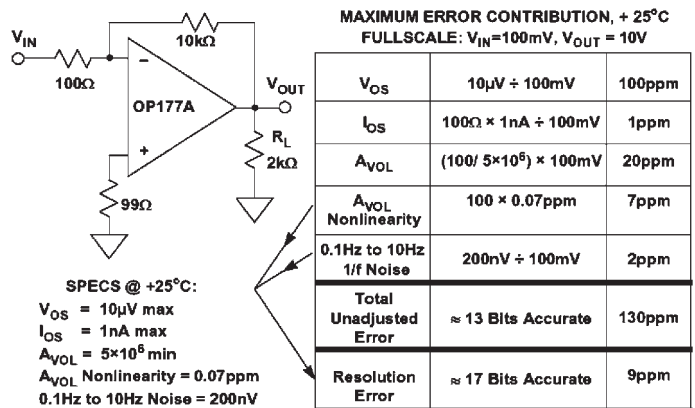 V_IN
100Ω
10kΩ
−
+
OP177A
V_OUT
R_L
2kΩ
99Ω
SPECS @ +25°C:
V_OS = 10µV max
I_OS = 1nA max
A_VOL = 5×10⁶ min
A_VOL Nonlinearity = 0.07ppm
0.1Hz to 10Hz Noise = 200nV
MAXIMUM ERROR CONTRIBUTION, + 25°C
FULLSCALE: V_IN=100mV, V_OUT = 10V
V_OS 10µV ÷ 100mV 100ppm
I_OS 100Ω × 1nA ÷ 100mV 1ppm
A_VOL (100/ 5×10⁶) × 100mV 20ppm
A_VOL
Nonlinearity 100 × 0.07ppm 7ppm
0.1Hz to 10Hz
1/f Noise 200nV ÷ 100mV 2ppm
Total
Unadjusted
Error ≈ 13 Bits Accurate 130ppm
Resolution
Error ≈ 17 Bits Accurate 9ppm